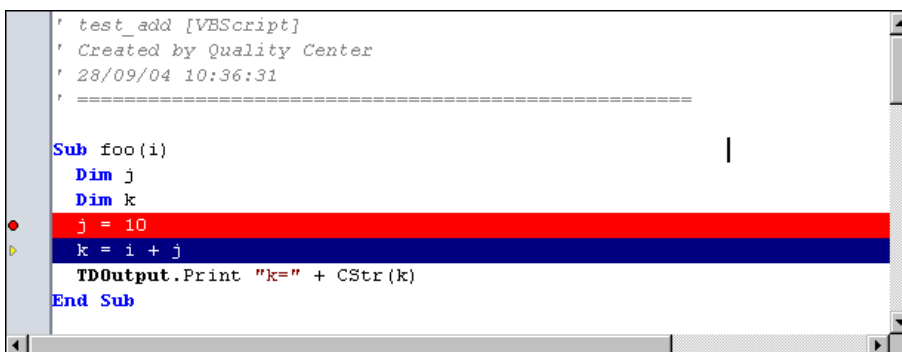 ' test_add [VBScript]
' Created by Quality Center
' 28/09/04 10:36:31
' ====================================================
Sub foo(i)
Dim j
Dim k
j = 10
k = i + j
TDOutput.Print "k=" + CStr(k)
End Sub